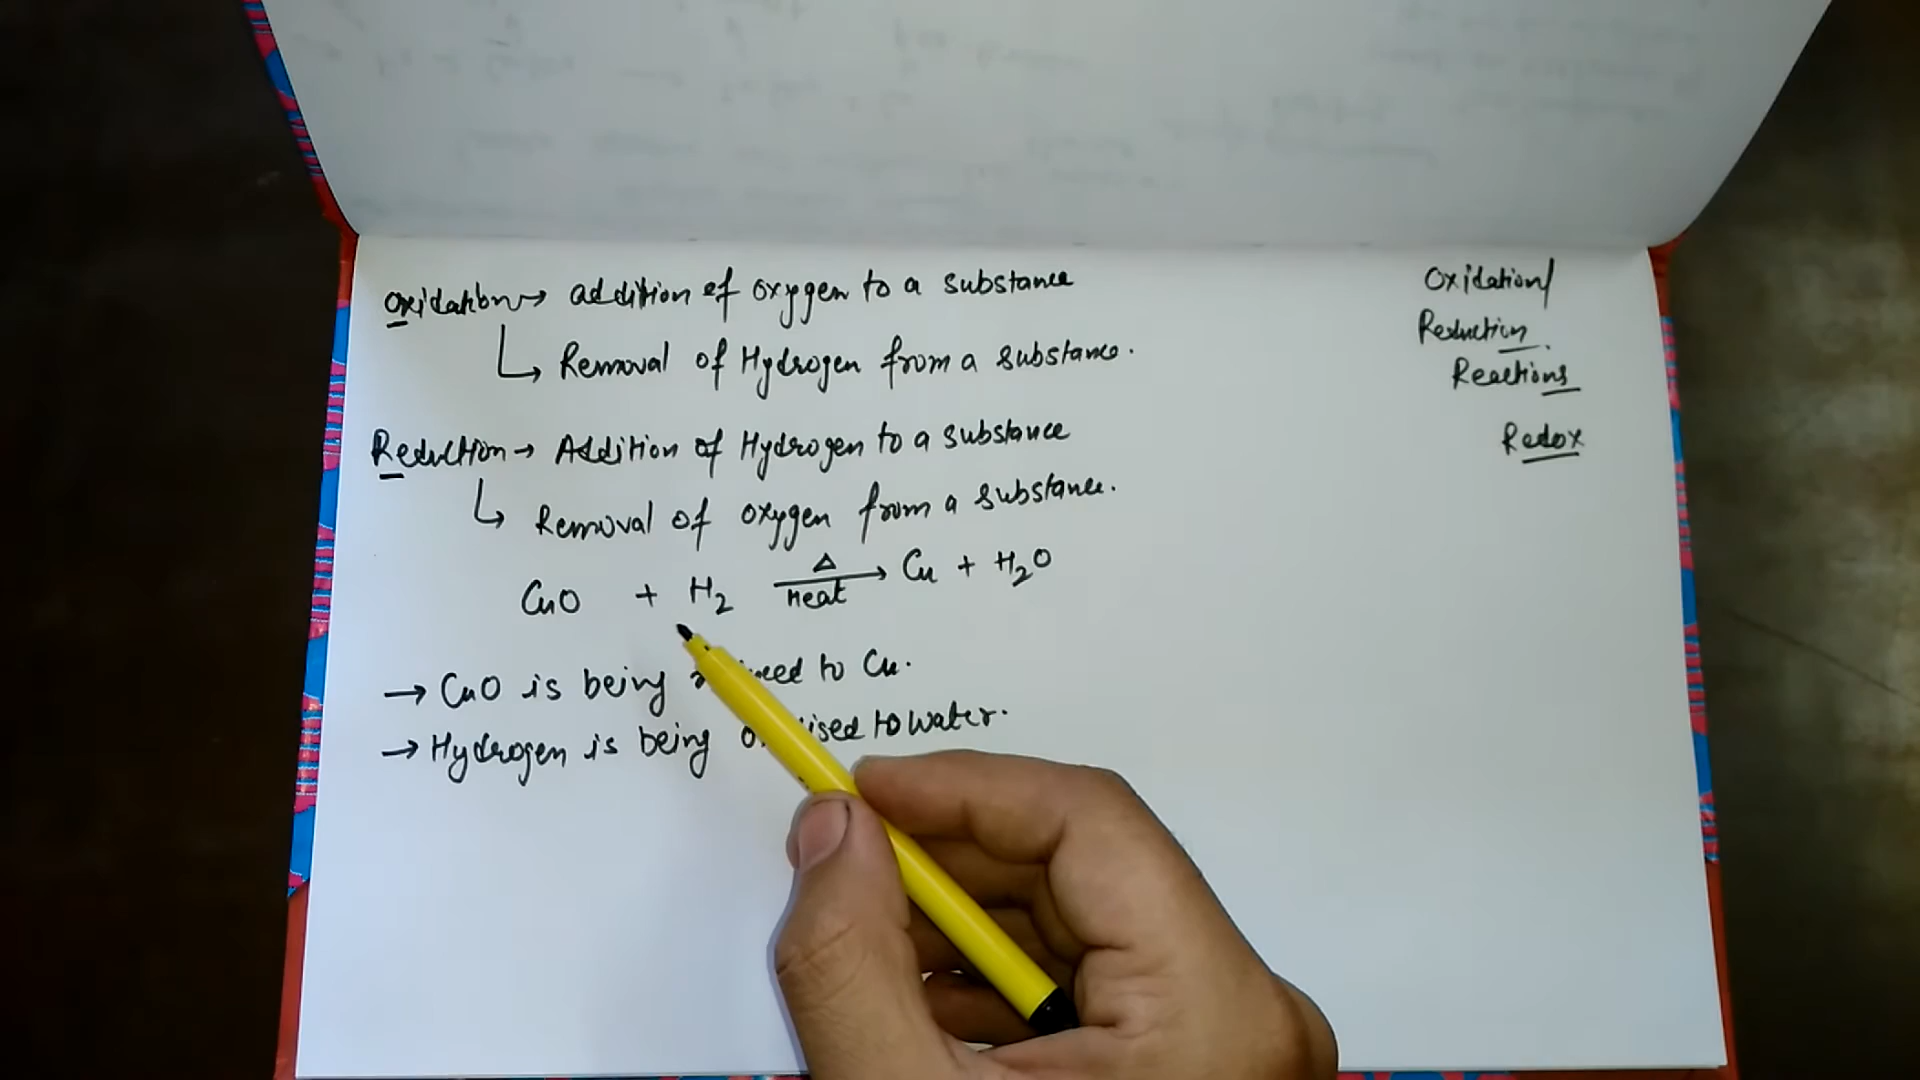 Oxidation → addition of oxygen to a substance
↳ Removal of Hydrogen from a substance.
Reduction → Addition of Hydrogen to a substance
↳ Removal of oxygen from a substance.
CuO + H₂ Δ heat → Cu + H₂O
→ CuO is being to Cu.
→ Hydrogen is being to water.
Oxidation/
Reduction
Reactions
Redox